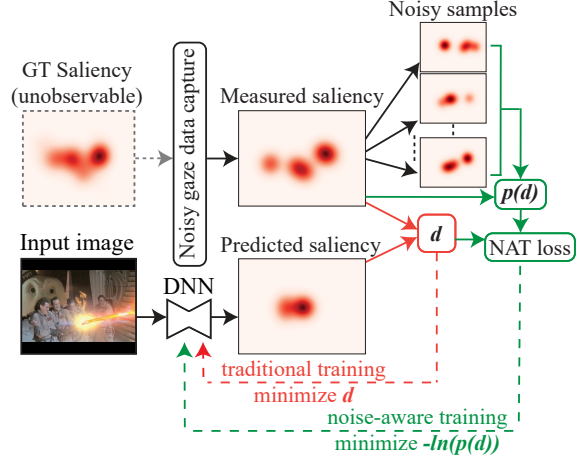 Noisy samples
GT Saliency
(unobservable)
Noisy gaze data capture
Measured saliency
p(d)
d
NAT loss
Input image
Predicted saliency
DNN
traditional training
minimize d
noise-aware training
minimize -ln(p(d))